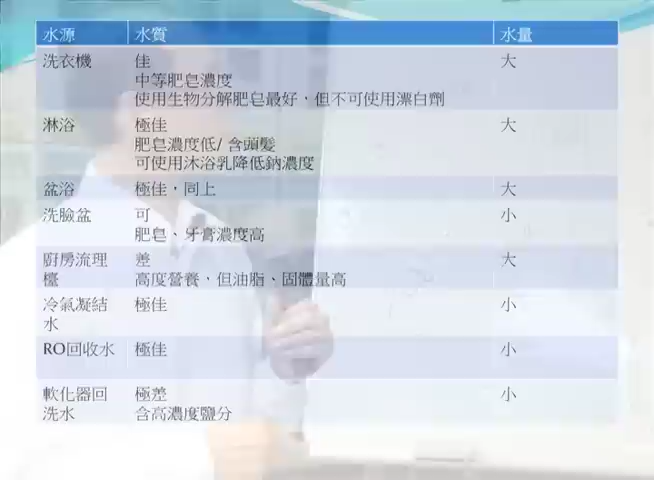 水源 水質 水量
洗衣機 佳 大
中等肥皂濃度
使用生物分解肥皂最好，但不可使用漂白劑
淋浴 極佳 大
肥皂濃度低/ 含頭髮
可使用沐浴乳降低鈉濃度
盆浴 極佳，同上 大
洗臉盆 可 小
肥皂、牙膏濃度高
廚房流理 差 大
檯 高度營養、但油脂、固體量高
冷氣凝結 極佳 小
水
RO回收水 極佳 小
軟化器回 極差 小
洗水 含高濃度鹽分